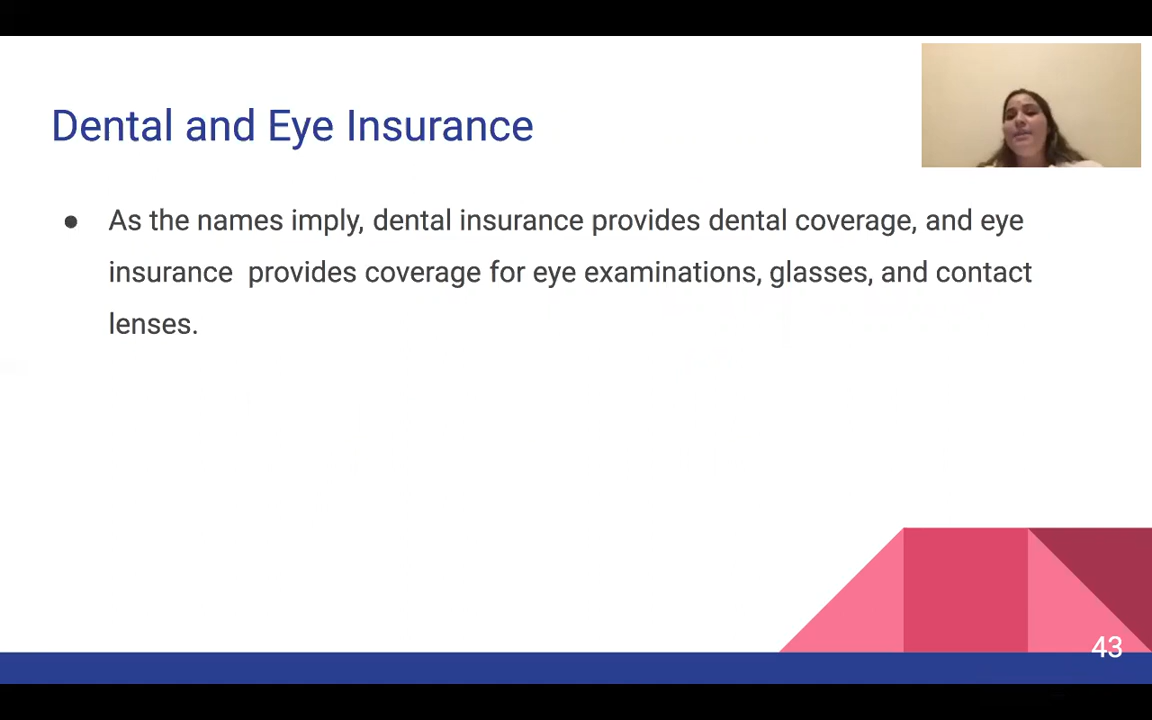 Dental and Eye Insurance
● As the names imply, dental insurance provides dental coverage, and eye
insurance  provides coverage for eye examinations, glasses, and contact
lenses.
43